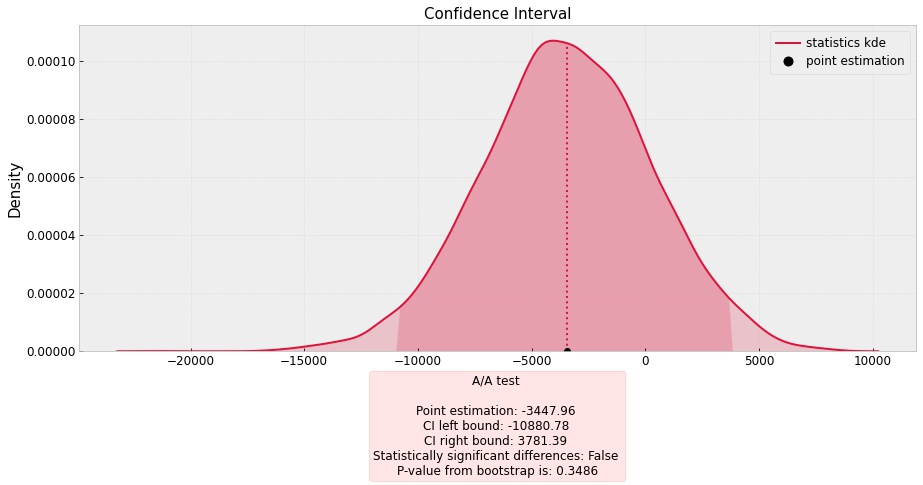 Confidence Interval
statistics kde
point estimation
Density
0.00010
0.00008
0.00006
0.00004
0.00002
0.00000
−20000
−15000
−10000
−5000
0
5000
10000
A/A test
Point estimation: -3447.96
CI left bound: -10880.78
CI right bound: 3781.39
Statistically significant differences: False
P-value from bootstrap is: 0.3486